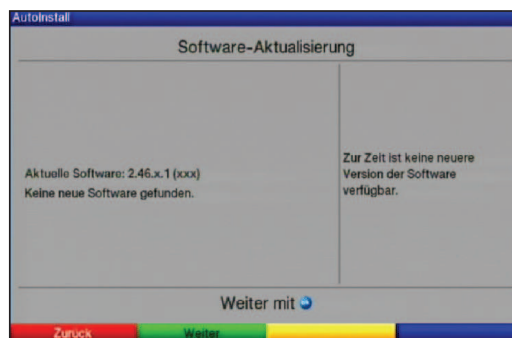 AutoInstall
Software-Aktualisierung
Aktuelle Software: 2.46.x.1 (xxx)
Keine neue Software gefunden.
Zur Zeit ist keine neuere
Version der Software
verfügbar.
Weiter mit
Zurück
Weiter